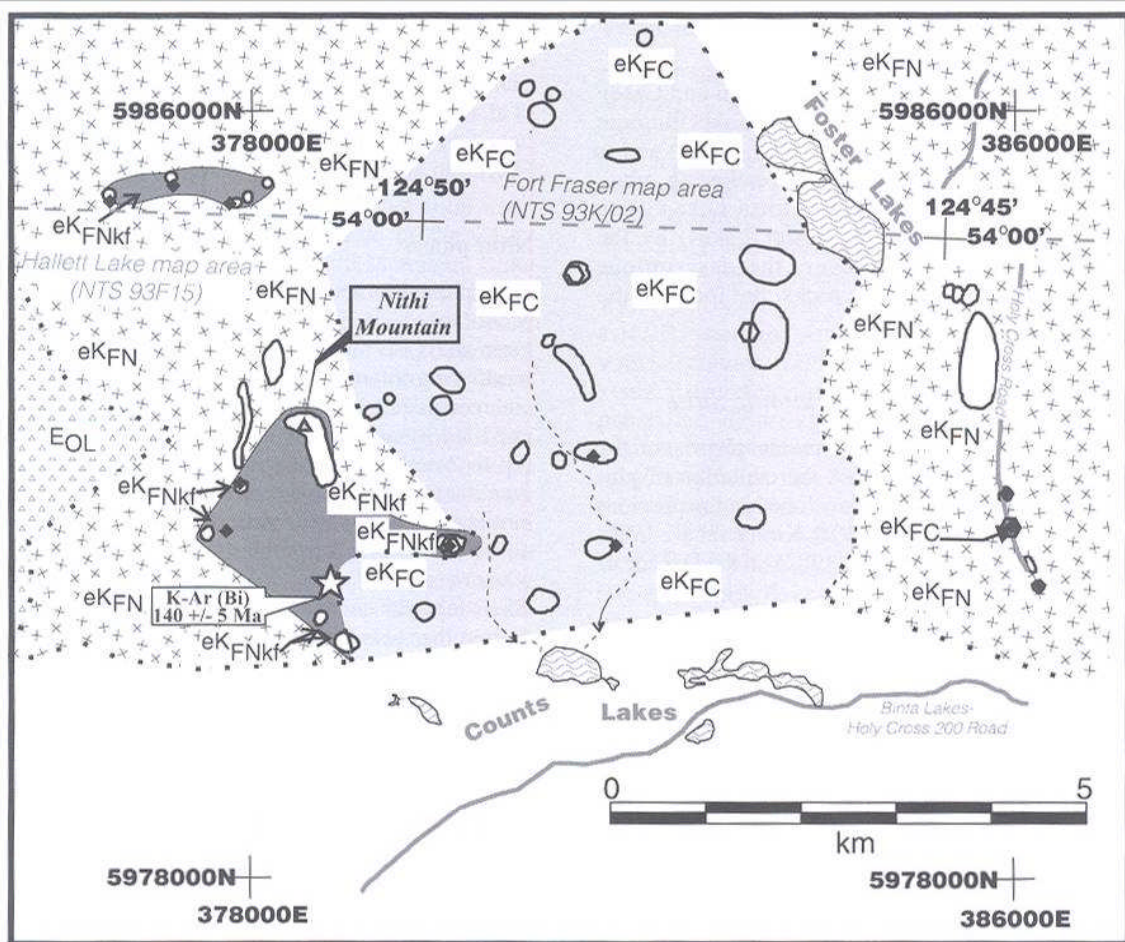 eKFC
eKFN
5986000N
378000E
5986000N
386000E
Foster
Lakes
eKFN
eKFC
eKFC
124°50'
54°00'
Fort Fraser map area
(NTS 93K/02)
124°45'
54°00'
eKFNkf
Hallett Lake map area
(NTS 93F15)
eKFN
Nithi
Mountain
eKFC
eKFC
eKFN
Holy Cross Road
eKFN
EOL
eKFN
eKFNkf
eKFNkf
eKFNkf
eKFC
eKFC
eKFC
eKFN
eKFN
K-Ar (Bi)
140 +/- 5 Ma
eKFNkf
Counts
Lakes
Binta Lakes-
Holy Cross 200 Road
0
5
km
5978000N
378000E
5978000N
386000E